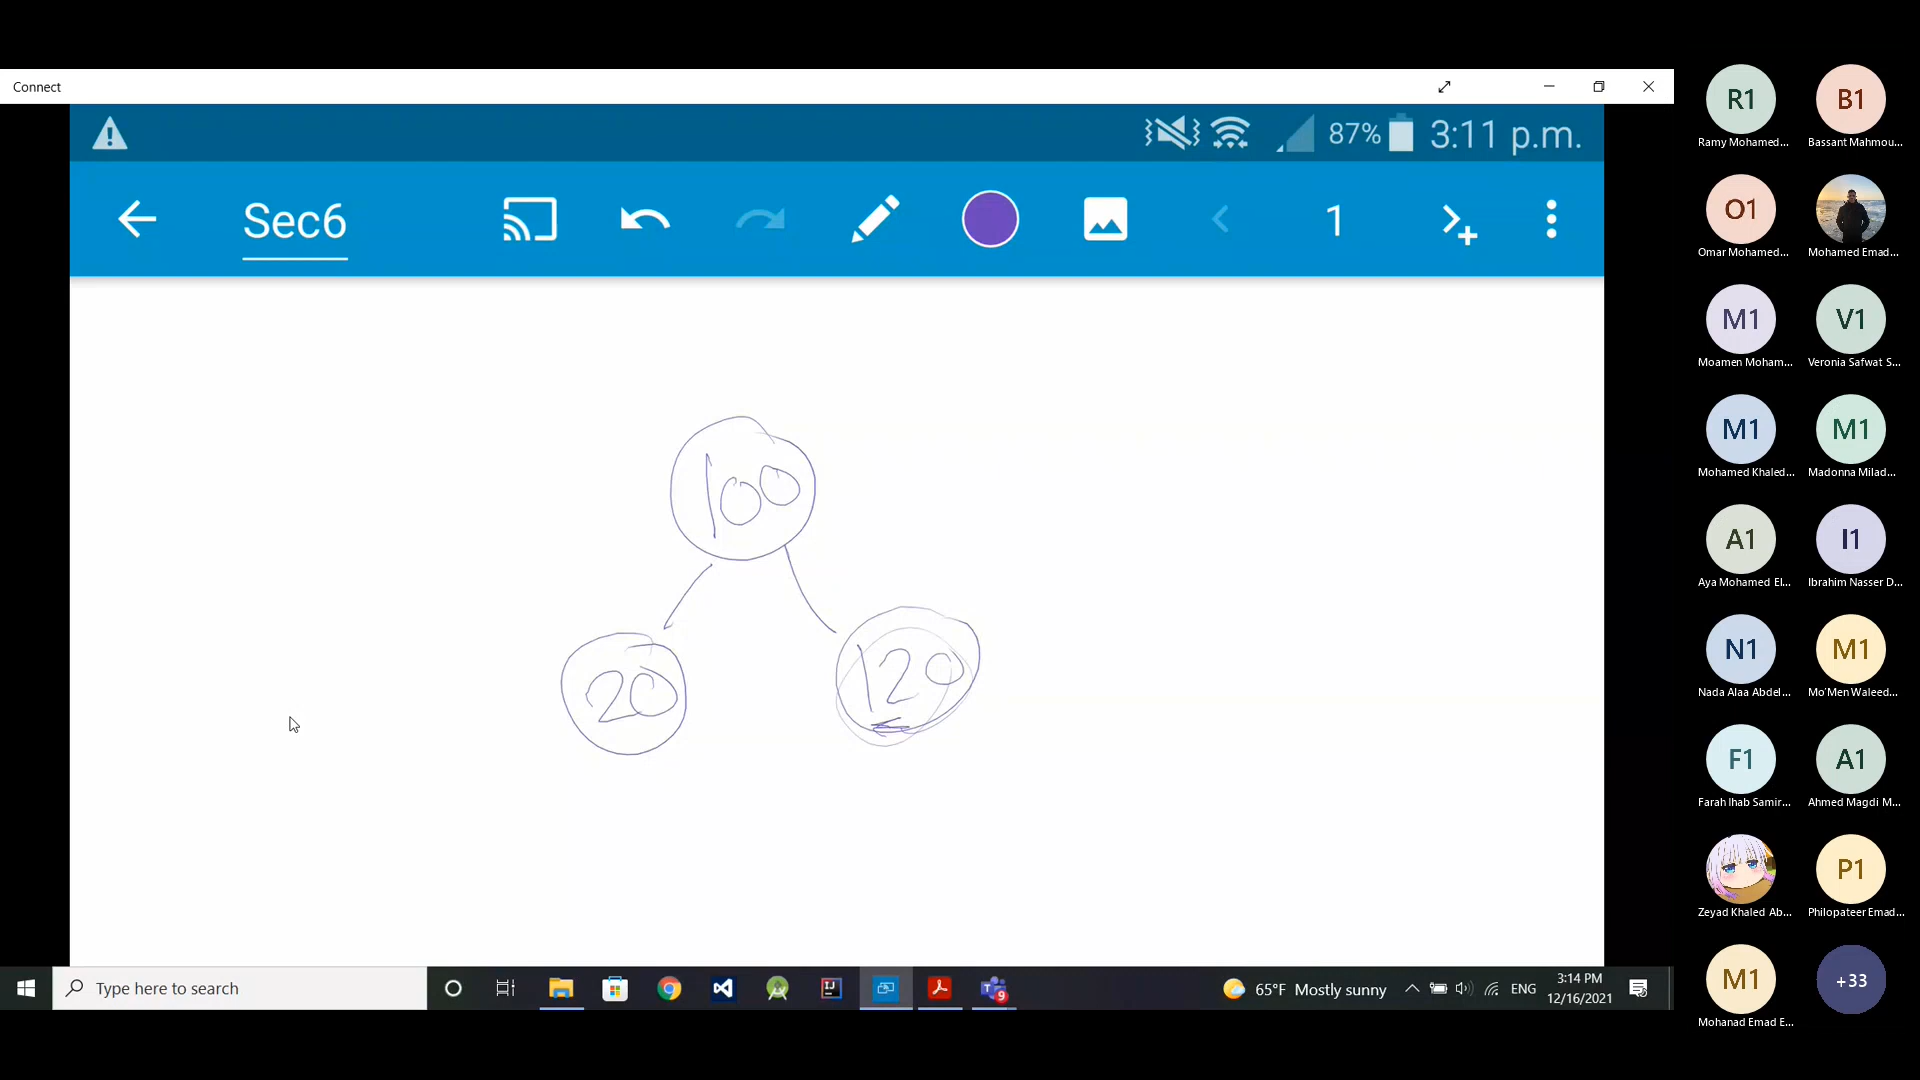 Connect
87% 3:11 p.m.
Sec6
1
100
20
120
Type here to search
65°F Mostly sunny
ENG
3:14 PM
12/16/2021
9
R1
Ramy Mohamed...
B1
Bassant Mahmou...
O1
Omar Mohamed...
Mohamed Emad...
M1
Moamen Moham...
V1
Veronia Safwat S...
M1
Mohamed Khaled...
M1
Madonna Milad...
A1
Aya Mohamed El...
I1
Ibrahim Nasser D...
N1
Nada Alaa Abdel...
M1
Mo'Men Waleed...
F1
Farah Ihab Samir...
A1
Ahmed Magdi M...
Zeyad Khaled Ab...
P1
Philopateer Emad...
M1
Mohanad Emad E...
+33